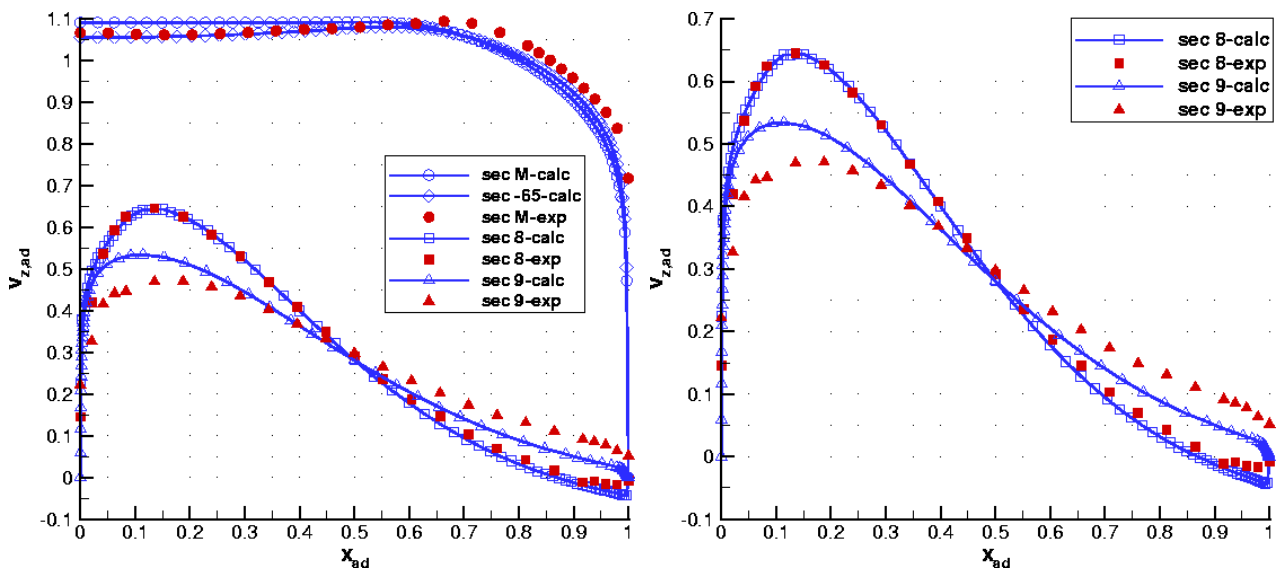 1.1
1
0.9
0.8
0.7
0.6
0.5
0.4
0.3
0.2
0.1
0
-0.1
v z,ad
0 0.1 0.2 0.3 0.4 0.5 0.6 0.7 0.8 0.9 1
x ad
sec M-calc
sec -65-calc
sec M-exp
sec 8-calc
sec 8-exp
sec 9-calc
sec 9-exp
0.7
0.6
0.5
0.4
0.3
0.2
0.1
0
-0.1
v z,ad
0 0.1 0.2 0.3 0.4 0.5 0.6 0.7 0.8 0.9 1
x ad
sec 8-calc
sec 8-exp
sec 9-calc
sec 9-exp